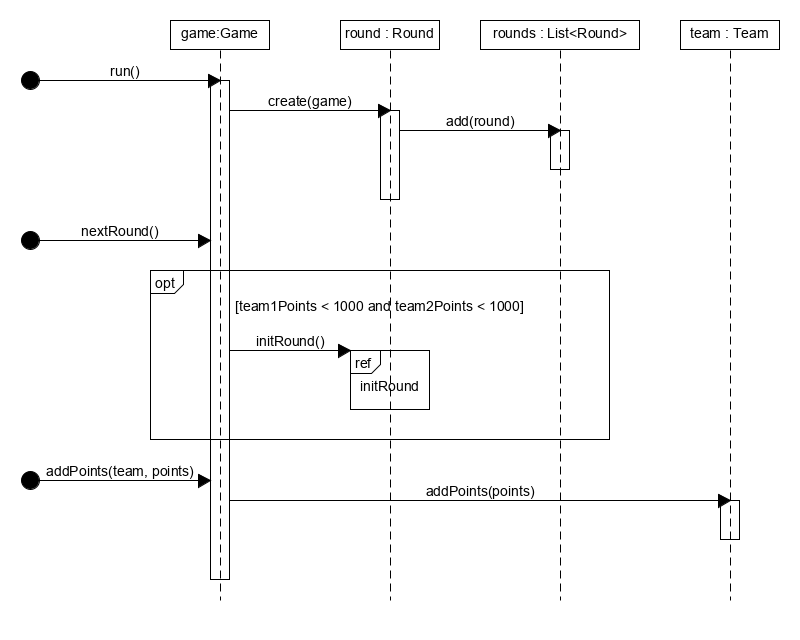 game:Game
round : Round
rounds : List<Round>
team : Team
run()
create(game)
add(round)
nextRound()
opt
[team1Points < 1000 and team2Points < 1000]
initRound()
ref
initRound
addPoints(team, points)
addPoints(points)